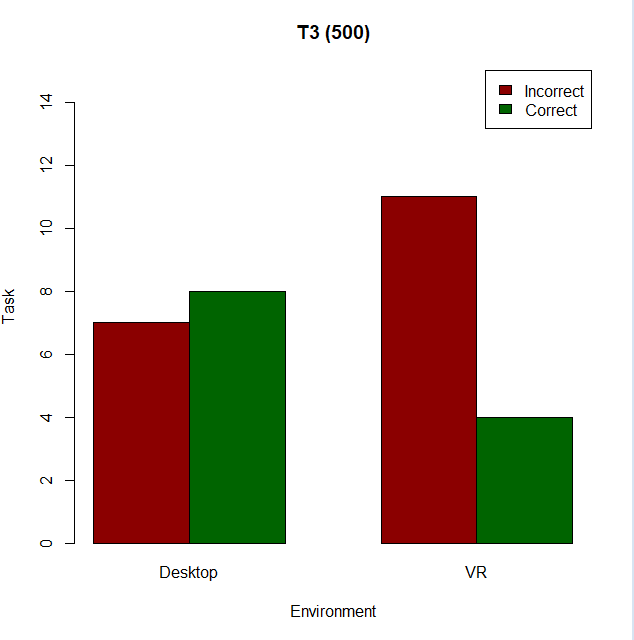 T3 (500)
Incorrect
Correct
14
12
10
8
6
4
2
0
Task
Desktop
VR
Environment